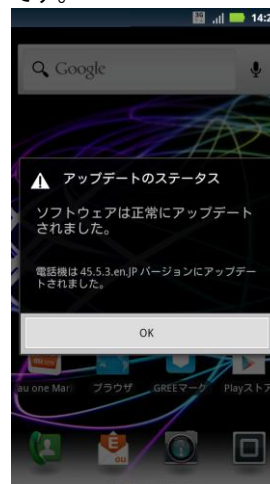 です。
3G
14:2
Google
アップデートのステータス
ソフトウェアは正常にアップデート
されました。
電話機は 45.5.3.en.JP バージョンにアップデー
トされました。
OK
au one Mark
ブラウザ
GREEマーケ
Playストア
E
au